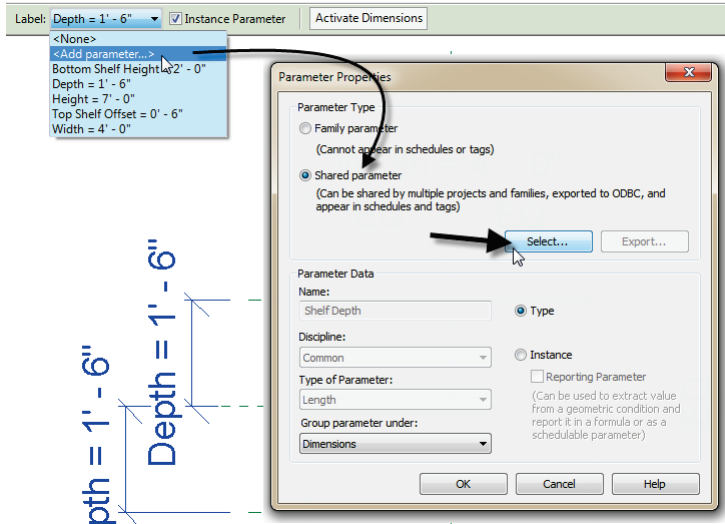 Label: Depth = 1' - 6" Instance Parameter Activate Dimensions
<None>
<Add parameter...>
Bottom Shelf Height = 2' - 0"
Depth = 1' - 6"
Height = 7' - 0"
Top Shelf Offset = 0' - 6"
Width = 4' - 0"
Parameter Properties
Parameter Type
Family parameter
(Cannot appear in schedules or tags)
Shared parameter
(Can be shared by multiple projects and families, exported to ODBC, and
appear in schedules and tags)
Select... Export...
Parameter Data
Name:
Shelf Depth
Type
Discipline:
Common
Instance
Type of Parameter:
Reporting Parameter
Length
(Can be used to extract value
from a geometric condition and
report it in a formula or as a
schedulable parameter)
Group parameter under:
Dimensions
OK Cancel Help
Depth = 1' - 6"
pth = 1' - 6"